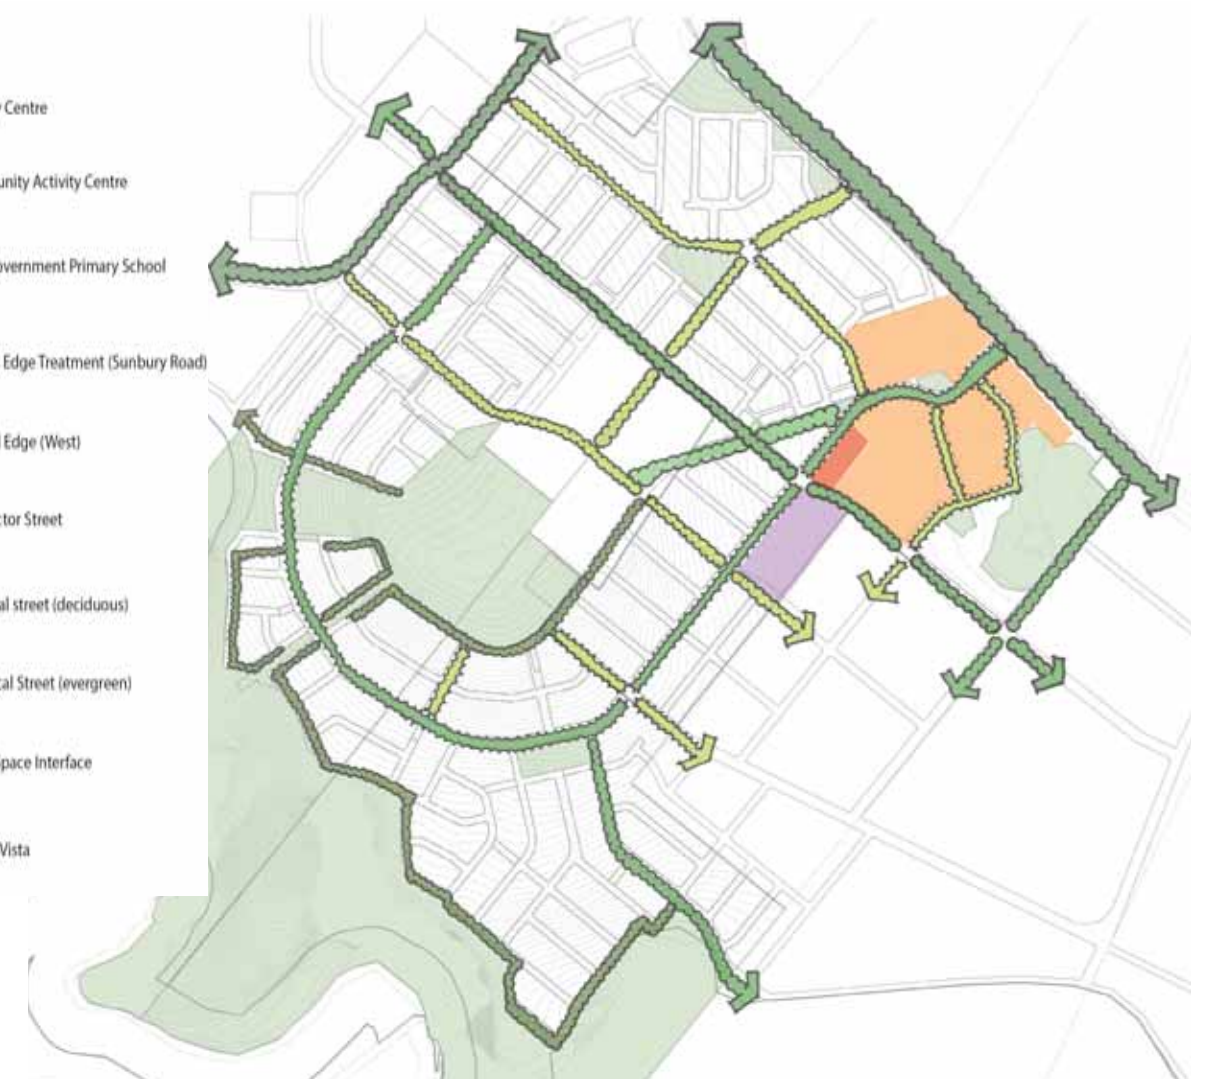 Centre
unity Activity Centre
overnment Primary School
Edge Treatment (Sunbury Road)
Edge (West)
ctor Street
al street (deciduous)
cal Street (evergreen)
pace Interface
Vista